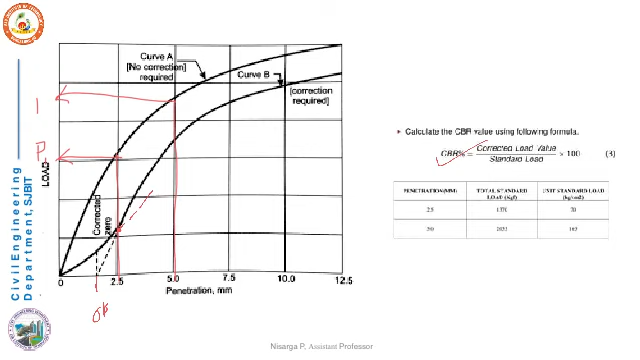 Civil Engineering
Department, SJBIT
Curve A
[No correction]
required
Curve B
[correction
required]
LOAD
Corrected
zero
0
2.5
5.0
7.5
10.0
12.5
Penetration, mm
P
Calculate the CBR value using following formula.
CBR% = Corrected Load Value / Standard Load × 100 (3)
PENETRATION(MM) TOTAL STANDARD LOAD (Kgf) UNIT STANDARD LOAD (kg/cm2)
2.5 1370 70
5.0 2055 105
Nisarga P, Assistant Professor